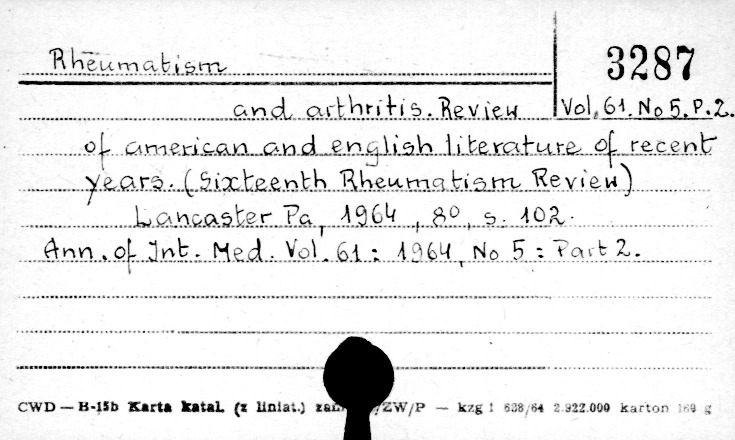 Rheumatism
3287
and arthritis. Review
Vol. 61. No 5. P. 2.
of american and english literature of recent
years. (Sixteenth Rheumatism Review)
Lancaster Pa, 1964, 8°, s. 102.
Ann. of Int. Med. Vol. 61 : 1964, No 5 : Part 2.
CWD — H-15b Karta katal. (z liniat.) /ZW/P — kzg 1 638/64 2.922.000 karton 160 g